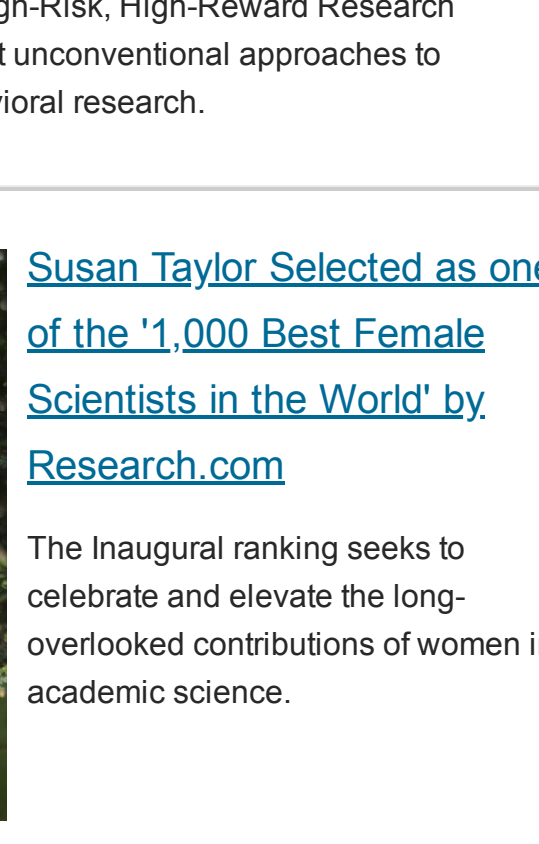 High-Risk, High-Reward Research
unconventional approaches to
research.
Susan Taylor Selected as one
of the '1,000 Best Female
Scientists in the World' by
Research.com
The Inaugural ranking seeks to
celebrate and elevate the long-
overlooked contributions of women in
academic science.